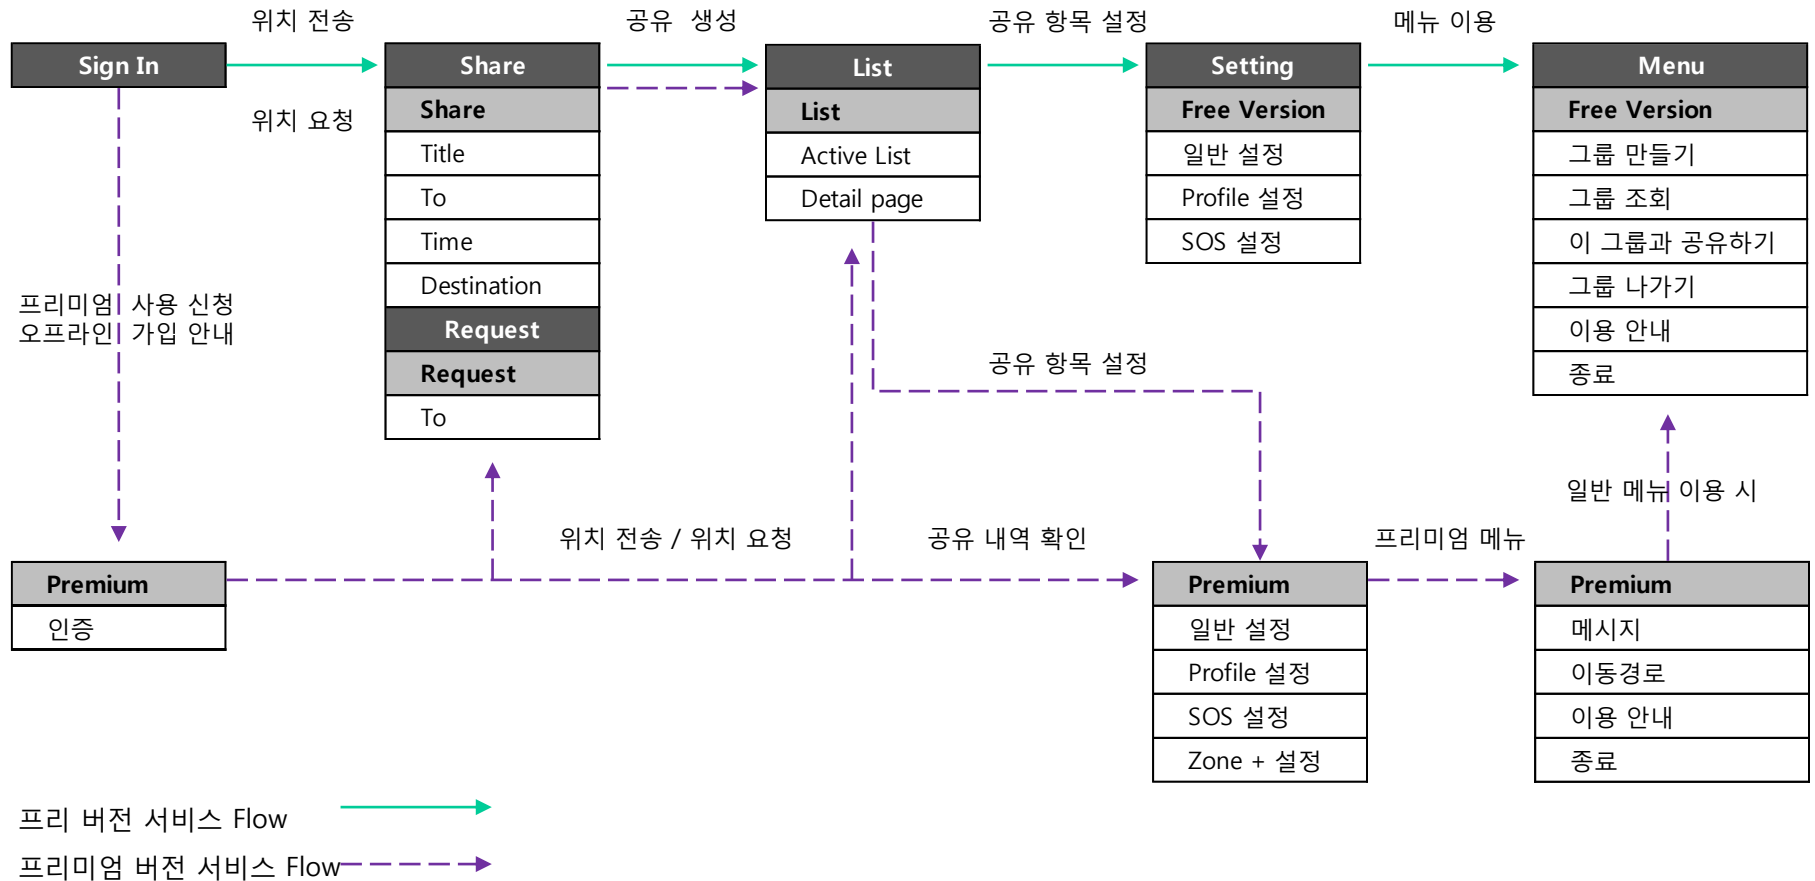 위치 전송
공유 생성
공유 항목 설정
메뉴 이용
Sign In
Share
List
Setting
Menu
위치 요청
Share
Title
To
Time
Destination
Request
Request
To
List
Active List
Detail page
Free Version
일반 설정
Profile 설정
SOS 설정
Free Version
그룹 만들기
그룹 조회
이 그룹과 공유하기
그룹 나가기
이용 안내
종료
프리미엄 사용 신청
오프라인 가입 안내
공유 항목 설정
일반 메뉴 이용 시
위치 전송 / 위치 요청
공유 내역 확인
프리미엄 메뉴
Premium
인증
Premium
일반 설정
Profile 설정
SOS 설정
Zone + 설정
Premium
메시지
이동경로
이용 안내
종료
프리 버전 서비스 Flow
프리미엄 버전 서비스 Flow